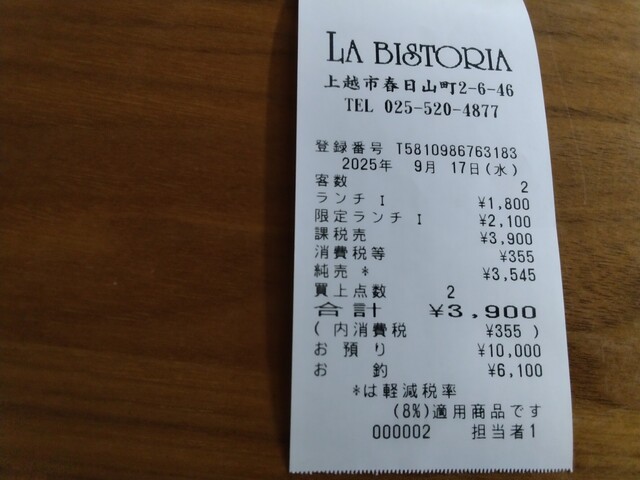 LA BISTORIA
上越市春日山町2-6-46
TEL 025-520-4877
登録番号 T5810986763183
2025年 9月 17日(水)
客数 2
ランチ I ¥1,800
限定ランチ I ¥2,100
課税売 ¥3,900
消費税等 ¥355
純売 * ¥3,545
買上点数 2
合計 ¥3,900
( 内消費税 ¥355 )
お預り ¥10,000
お 釣 ¥6,100
*は軽減税率
(8%)適用商品です
000002 担当者1